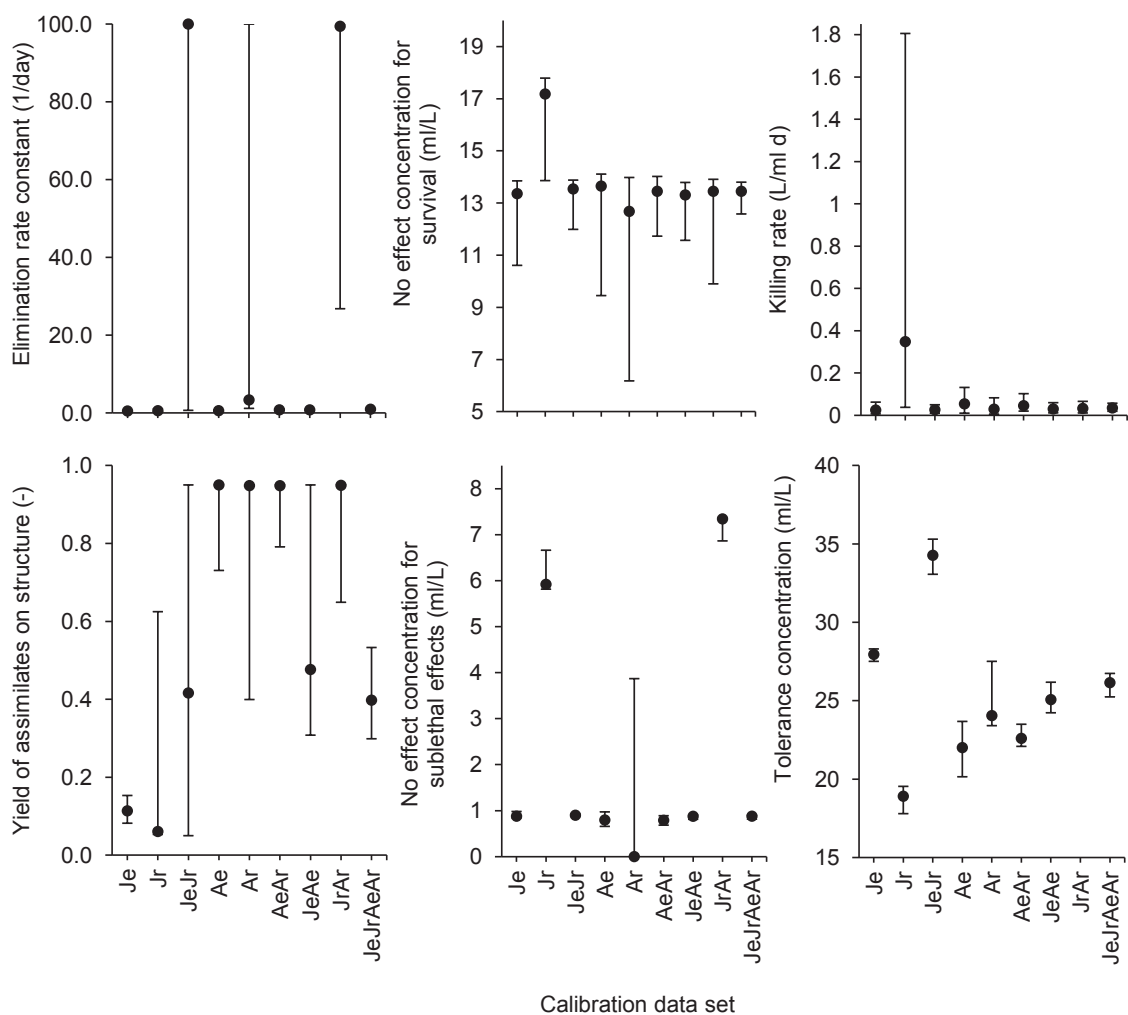 Elimination rate constant (1/day)
100.0
80.0
60.0
40.0
20.0
0.0
No effect concentration for
survival (ml/L)
19
17
15
13
11
9
7
5
Killing rate (L/ml d)
1.8
1.6
1.4
1.2
1
0.8
0.6
0.4
0.2
0
Yield of assimilates on structure (-)
1.0
0.8
0.6
0.4
0.2
0.0
Je
Jr
JeJr
Ae
Ar
AeAr
JeAe
JrAr
JeJrAeAr
No effect concentration for
sublethal effects (ml/L)
8
7
6
5
4
3
2
1
0
Je
Jr
JeJr
Ae
Ar
AeAr
JeAe
JrAr
JeJrAeAr
Tolerance concentration (ml/L)
40
35
30
25
20
15
Je
Jr
JeJr
Ae
Ar
AeAr
JeAe
JrAr
JeJrAeAr
Calibration data set